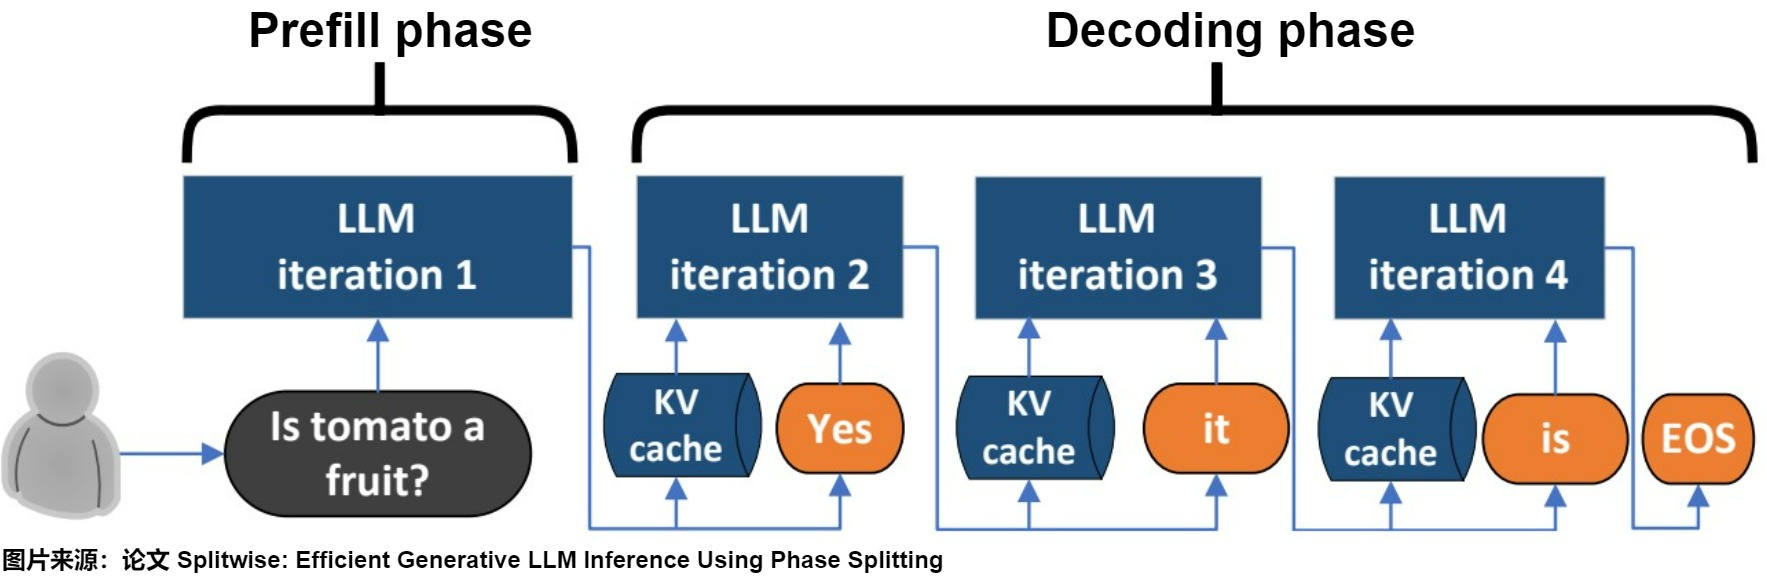 Prefill phase
Decoding phase
LLM
iteration 1
LLM
iteration 2
LLM
iteration 3
LLM
iteration 4
Is tomato a
fruit?
KV
cache
Yes
KV
cache
it
KV
cache
is
EOS
图片来源：论文 Splitwise: Efficient Generative LLM Inference Using Phase Splitting